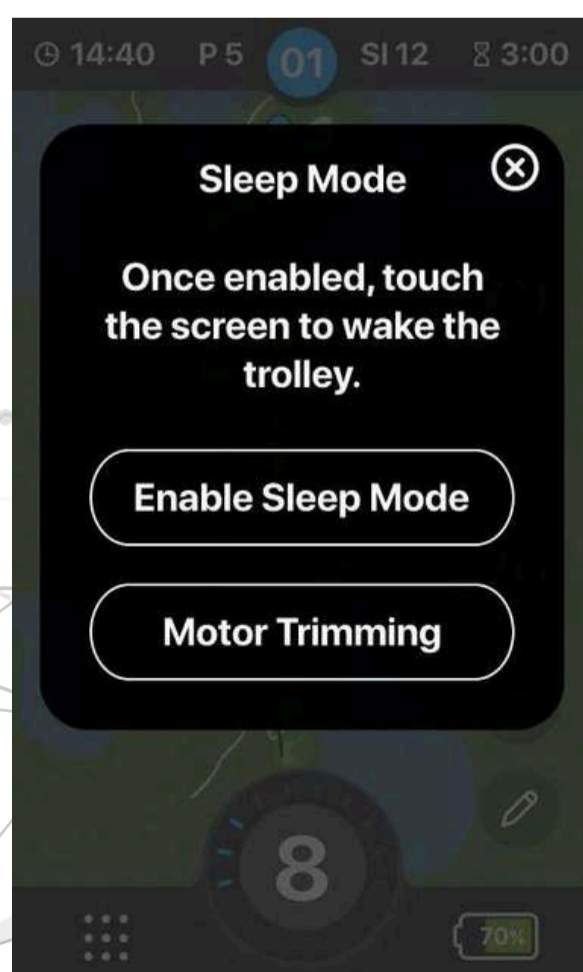 14:40 P 5 01 SI 12 3:00
Sleep Mode
Once enabled, touch
the screen to wake the
trolley.
Enable Sleep Mode
Motor Trimming
8
70%